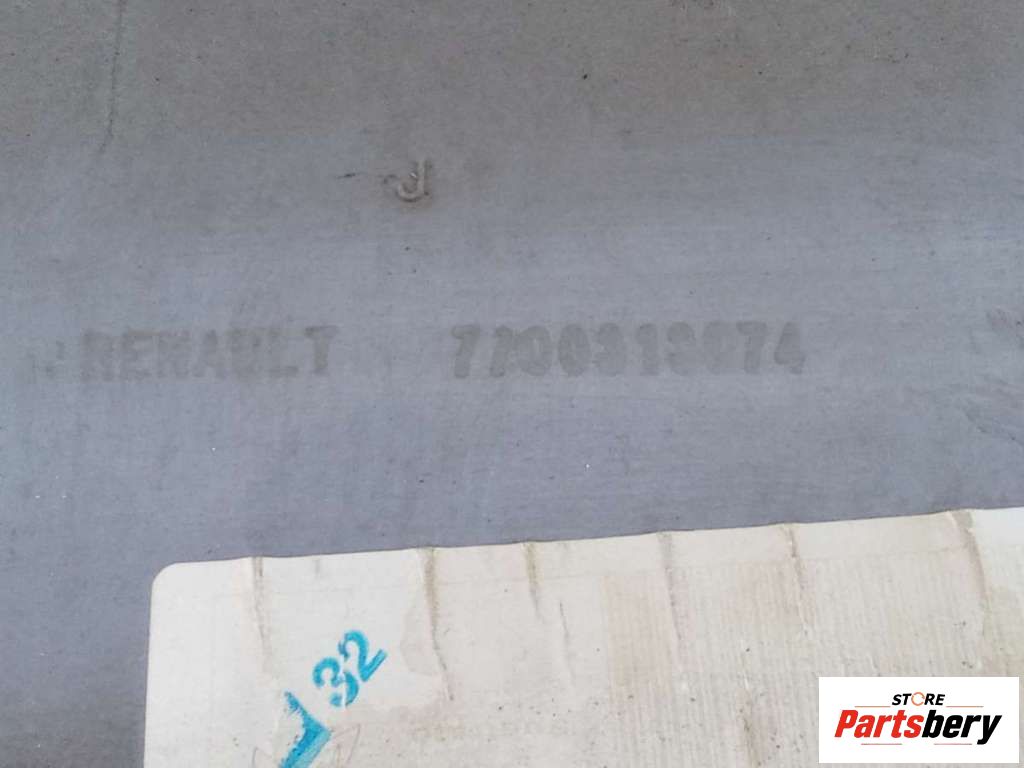 J
RENAULT 7700313074
32
STORE
Partsbery